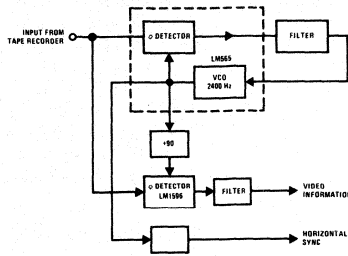 INPUT FROM
TAPE RECORDER
φ DETECTOR
FILTER
LM565
VCO
2400 Hz
+90
φ DETECTOR
LM1596
FILTER
VIDEO
INFORMATION
HORIZONTAL
SYNC